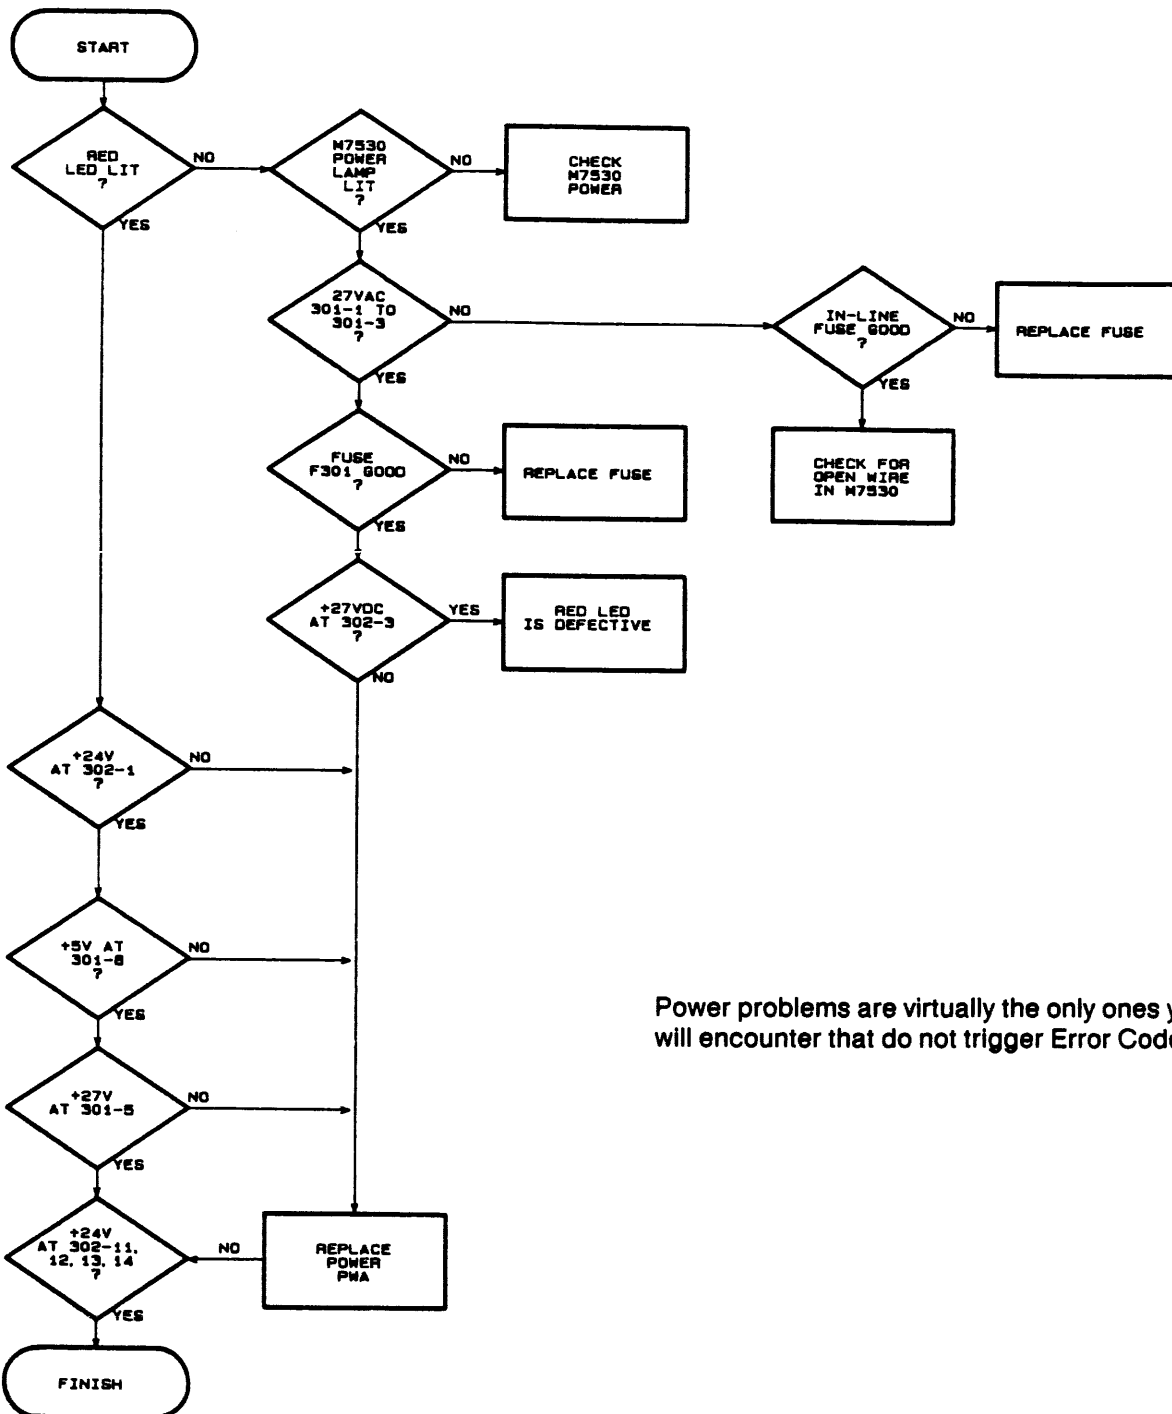 START
RED
LED LIT
?
NO
YES
M7530
POWER
LAMP
LIT
?
NO
YES
CHECK
M7530
POWER
27VAC
301-1 TO
301-3
?
NO
YES
IN-LINE
FUSE GOOD
?
NO
YES
REPLACE FUSE
CHECK FOR
OPEN WIRE
IN M7530
FUSE
F301 GOOD
?
NO
YES
REPLACE FUSE
+27VDC
AT 302-3
?
YES
NO
RED LED
IS DEFECTIVE
+24V
AT 302-1
?
NO
YES
+5V AT
301-8
?
NO
YES
Power problems are virtually the only ones y
will encounter that do not trigger Error Code
+27V
AT 301-5
NO
YES
+24V
AT 302-11,
12, 13, 14
?
NO
YES
REPLACE
POWER
PWA
FINISH